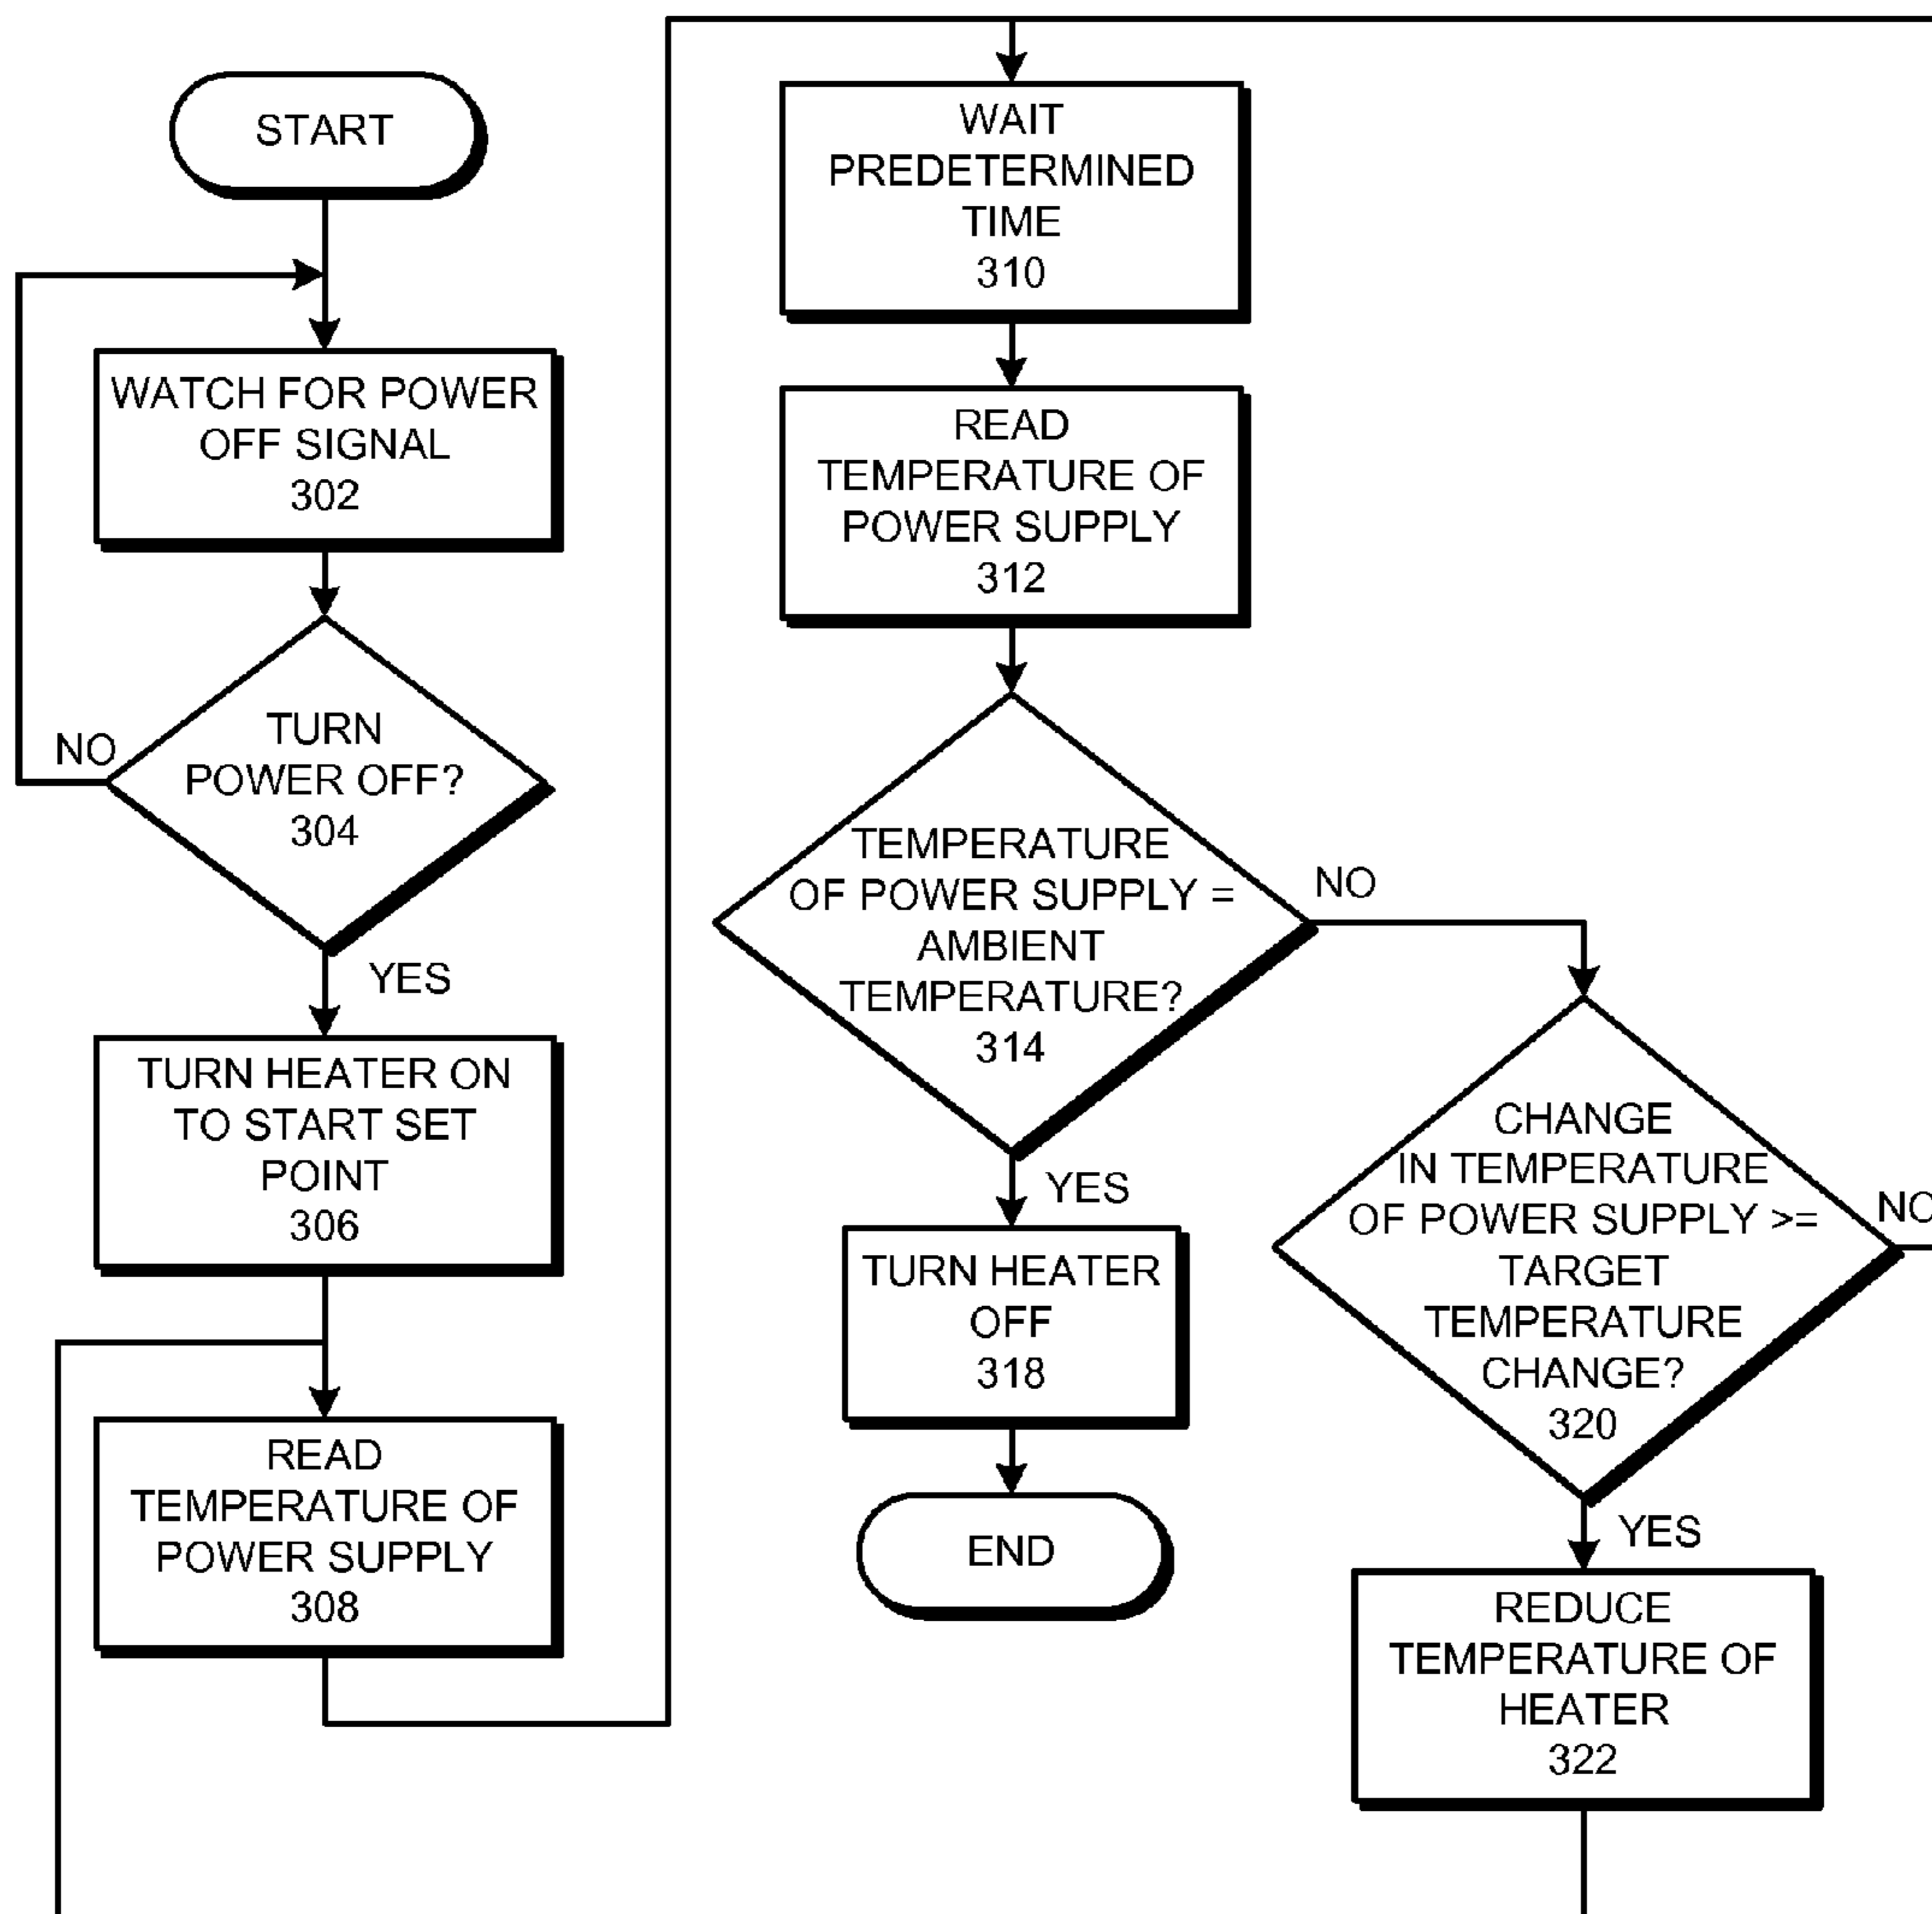 START
WATCH FOR POWER
OFF SIGNAL
302
TURN
POWER OFF?
304
NO
YES
TURN HEATER ON
TO START SET
POINT
306
READ
TEMPERATURE OF
POWER SUPPLY
308
WAIT
PREDETERMINED
TIME
310
READ
TEMPERATURE OF
POWER SUPPLY
312
TEMPERATURE
OF POWER SUPPLY =
AMBIENT
TEMPERATURE?
314
NO
YES
TURN HEATER
OFF
318
END
CHANGE
IN TEMPERATURE
OF POWER SUPPLY >=
TARGET
TEMPERATURE
CHANGE?
320
NO
YES
REDUCE
TEMPERATURE OF
HEATER
322